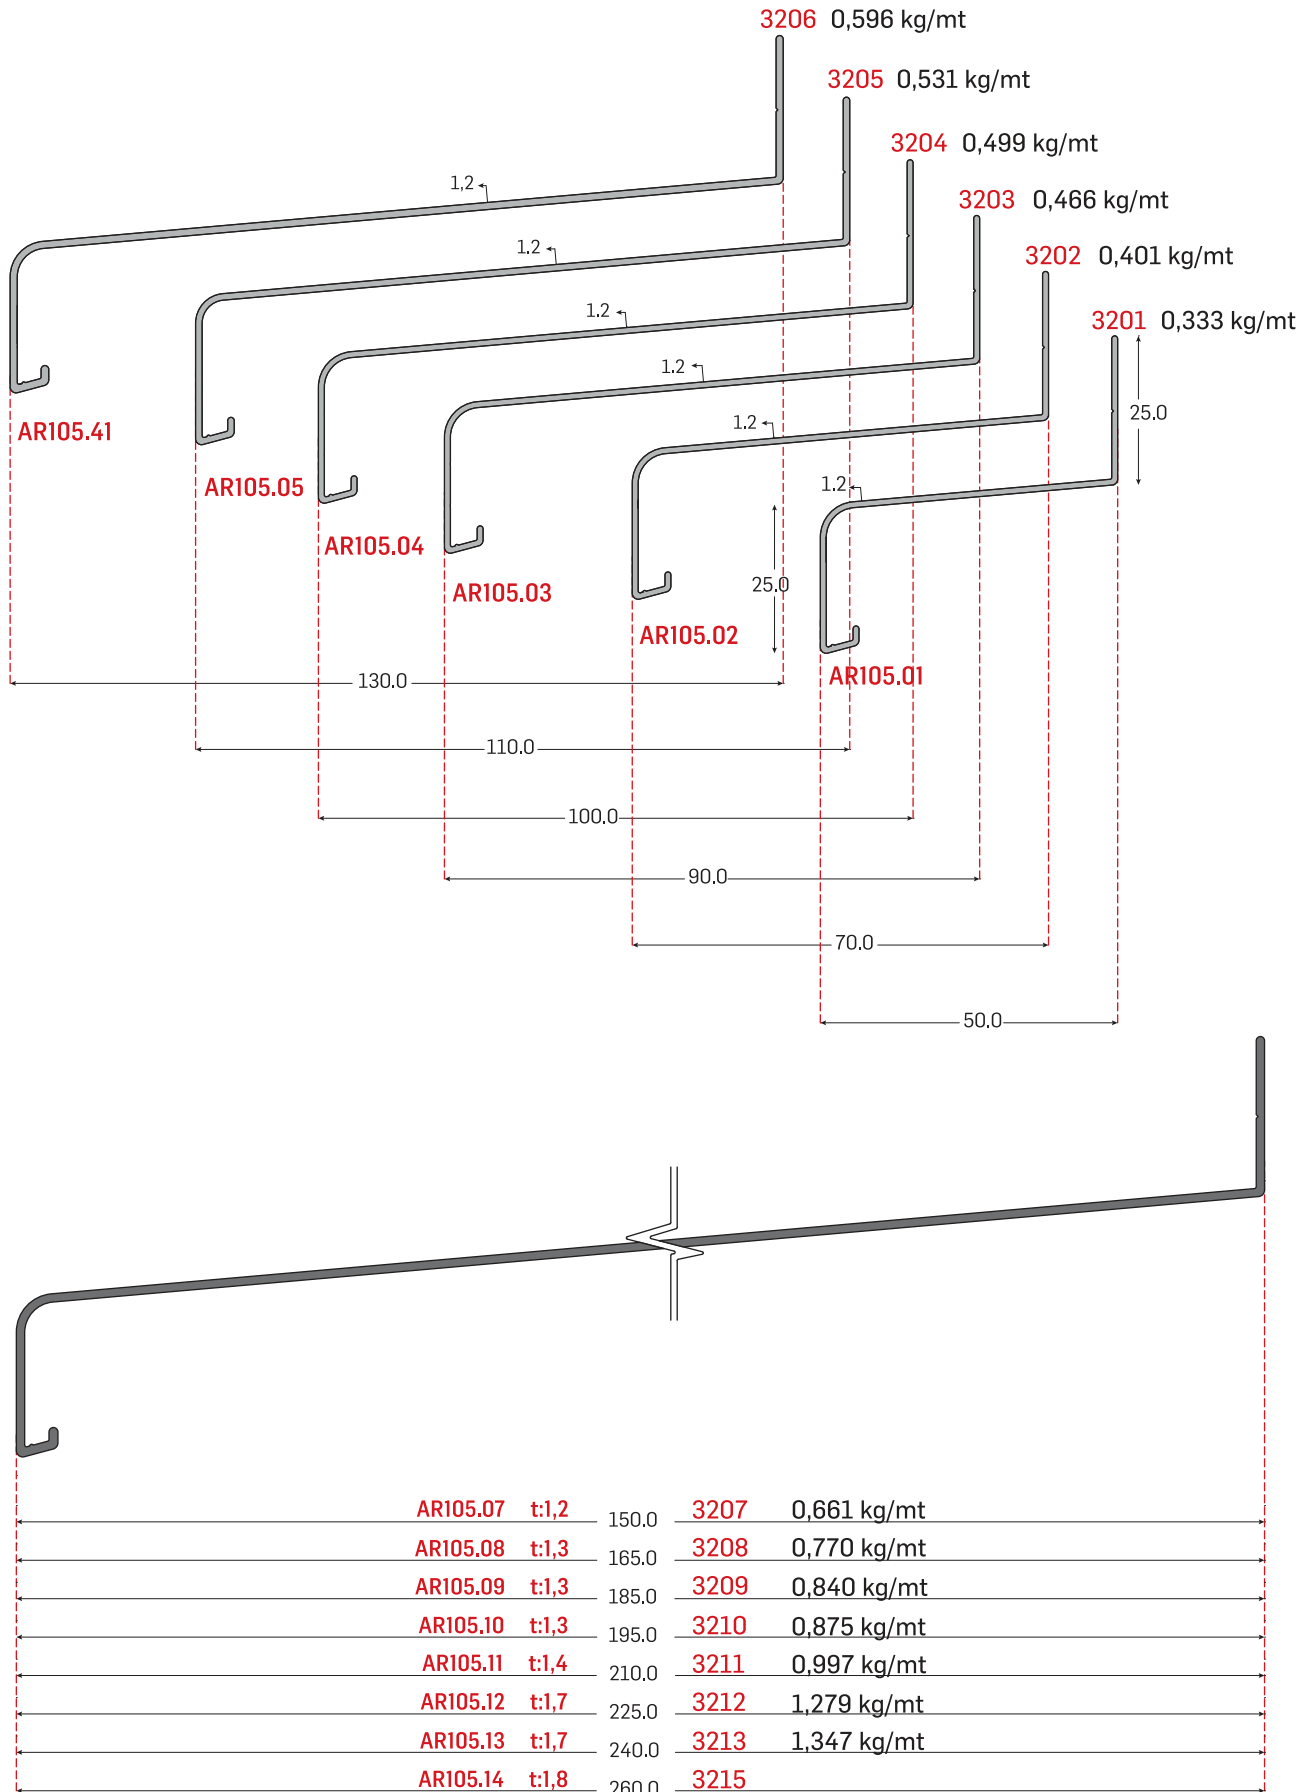 3206 0,596 kg/mt
3205 0,531 kg/mt
3204 0,499 kg/mt
1,2
3203 0,466 kg/mt
1.2
3202 0,401 kg/mt
1.2
3201 0,333 kg/mt
1.2
25.0
1.2
AR105.41
1.2
AR105.05
AR105.04
25.0
AR105.03
AR105.02
AR105.01
130.0
110.0
100.0
90.0
70.0
50.0
AR105.07 t:1,2 150.0 3207 0,661 kg/mt
AR105.08 t:1,3 165.0 3208 0,770 kg/mt
AR105.09 t:1,3 185.0 3209 0,840 kg/mt
AR105.10 t:1,3 195.0 3210 0,875 kg/mt
AR105.11 t:1,4 210.0 3211 0,997 kg/mt
AR105.12 t:1,7 225.0 3212 1,279 kg/mt
AR105.13 t:1,7 240.0 3213 1,347 kg/mt
AR105.14 t:1,8 260.0 3215